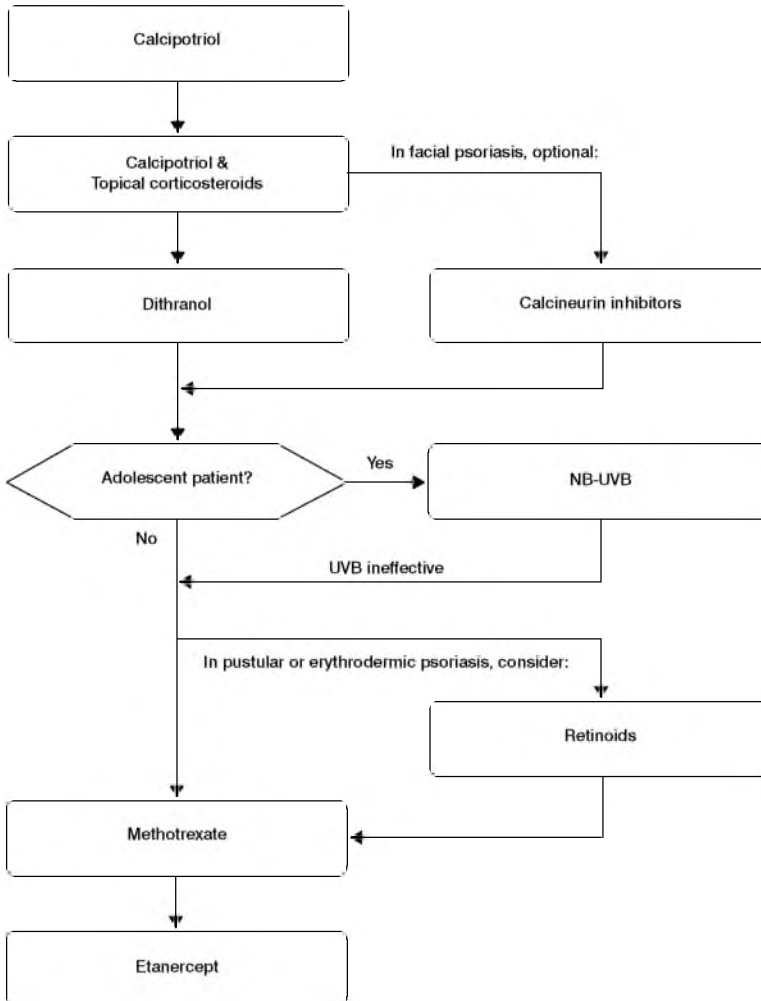 Calcipotriol
Calcipotriol &
Topical corticosteroids
In facial psoriasis, optional:
Dithranol
Calcineurin inhibitors
Adolescent patient?
Yes
NB-UVB
No
UVB ineffective
In pustular or erythrodermic psoriasis, consider:
Retinoids
Methotrexate
Etanercept